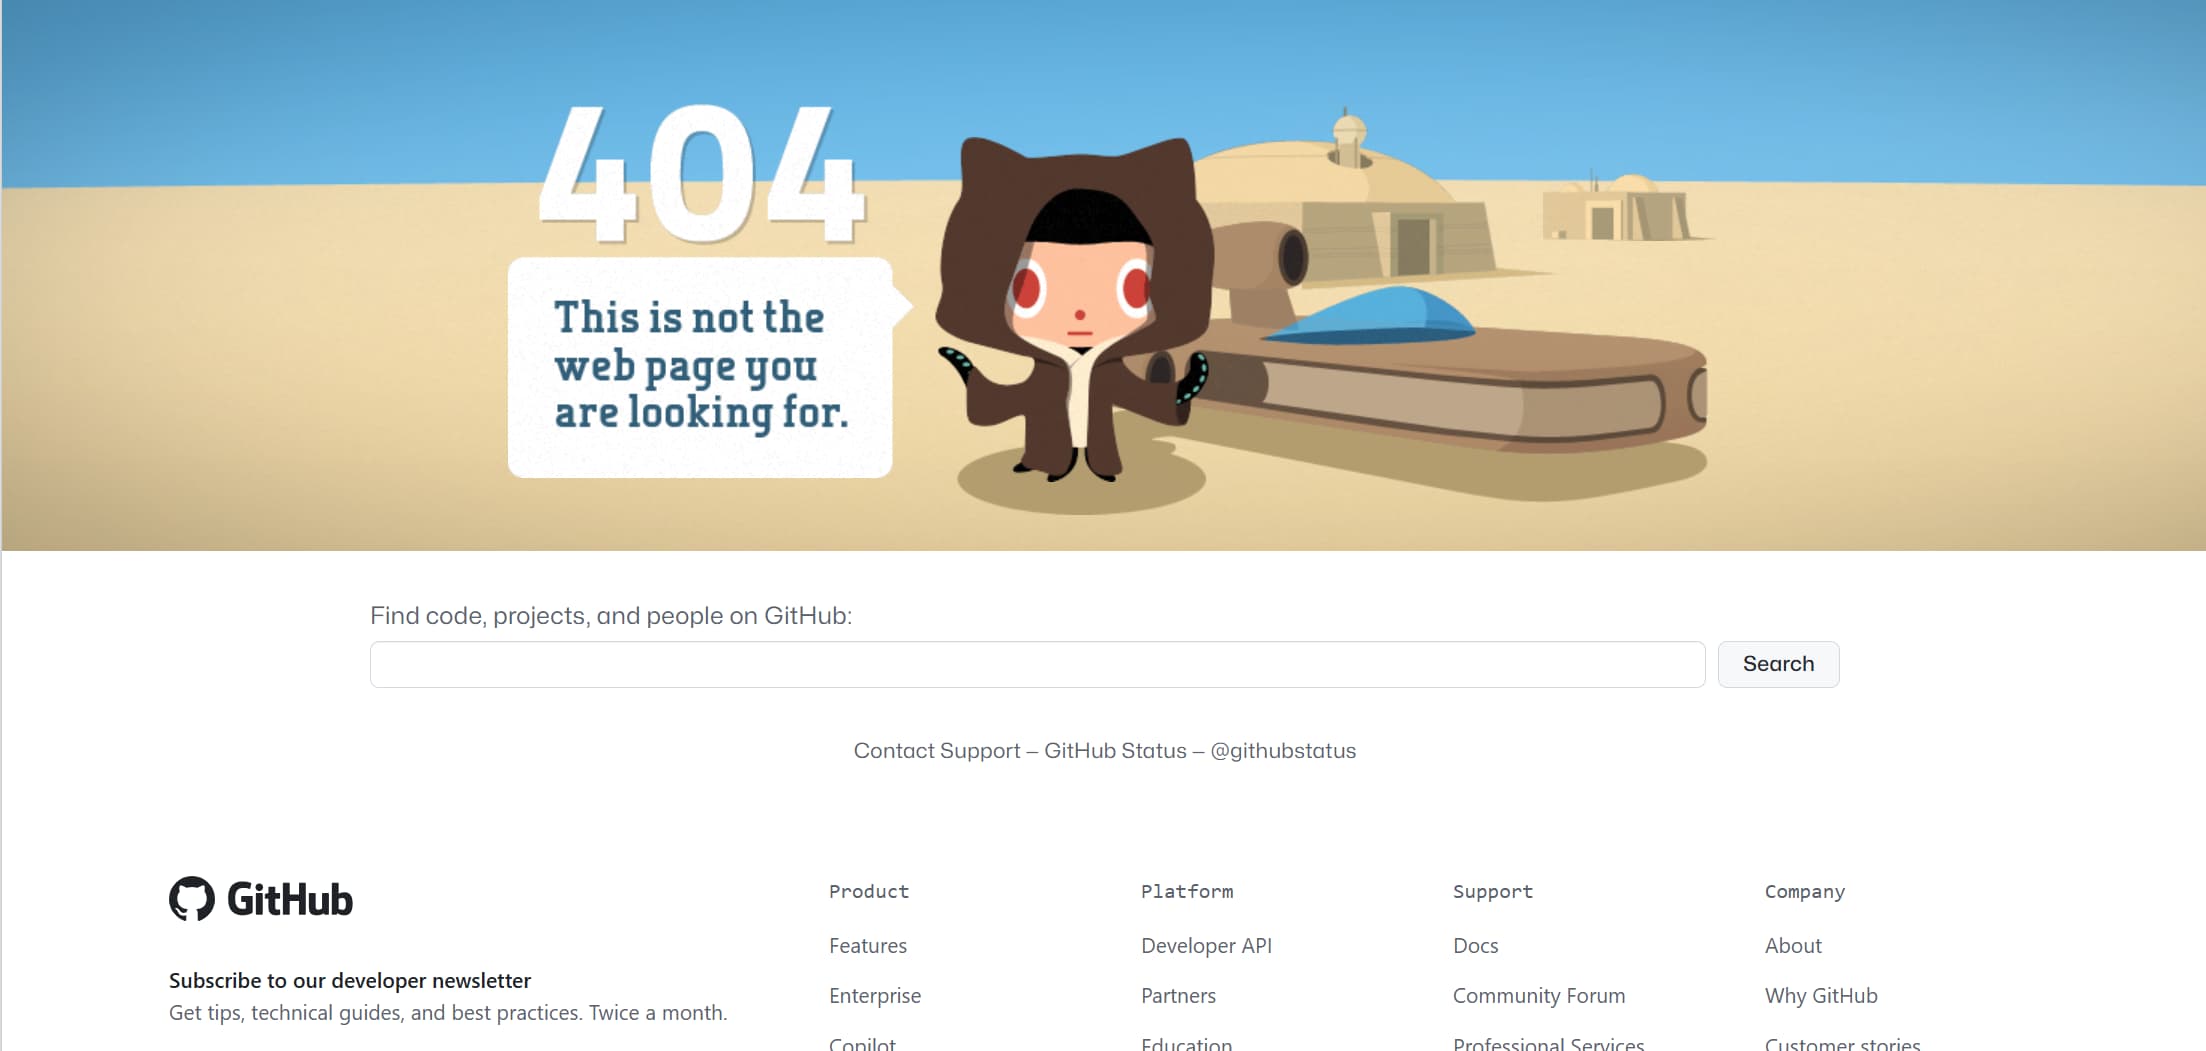 404
This is not the
web page you
are looking for.
Find code, projects, and people on GitHub:
Search
Contact Support — GitHub Status — @githubstatus
GitHub
Subscribe to our developer newsletter
Get tips, technical guides, and best practices. Twice a month.
Product
Features
Enterprise
Copilot
Platform
Developer API
Partners
Education
Support
Docs
Community Forum
Professional Services
Company
About
Why GitHub
Customer stories